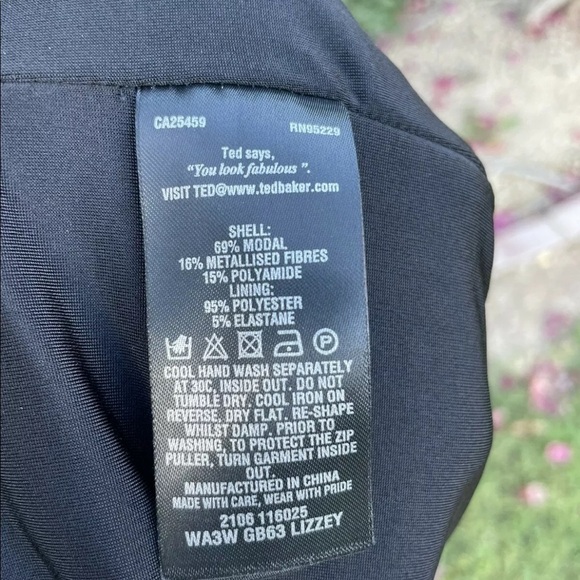 CA25459 RN95229
Ted says,
"You look fabulous ".
VISIT TED@www.tedbaker.com
SHELL:
69% MODAL
16% METALLISED FIBRES
15% POLYAMIDE
LINING:
95% POLYESTER
5% ELASTANE
P
COOL HAND WASH SEPARATELY
AT 30C, INSIDE OUT. DO NOT
TUMBLE DRY. COOL IRON ON
REVERSE, DRY FLAT. RE-SHAPE
WHILST DAMP. PRIOR TO
WASHING, TO PROTECT THE ZIP
PULLER, TURN GARMENT INSIDE
OUT.
MANUFACTURED IN CHINA
MADE WITH CARE, WEAR WITH PRIDE
2106 116025
WA3W GB63 LIZZEY